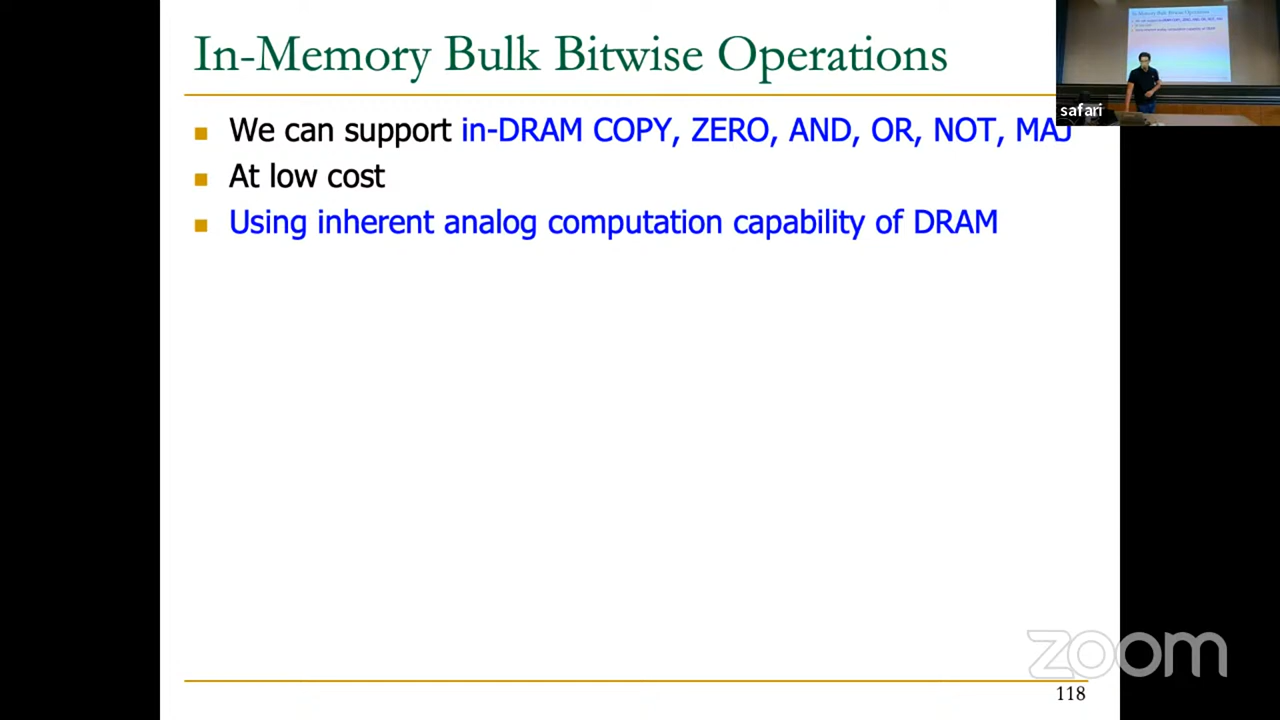 In-Memory Bulk Bitwise Operations
safari
We can support in-DRAM COPY, ZERO, AND, OR, NOT, MAJ
At low cost
Using inherent analog computation capability of DRAM
zoom
118